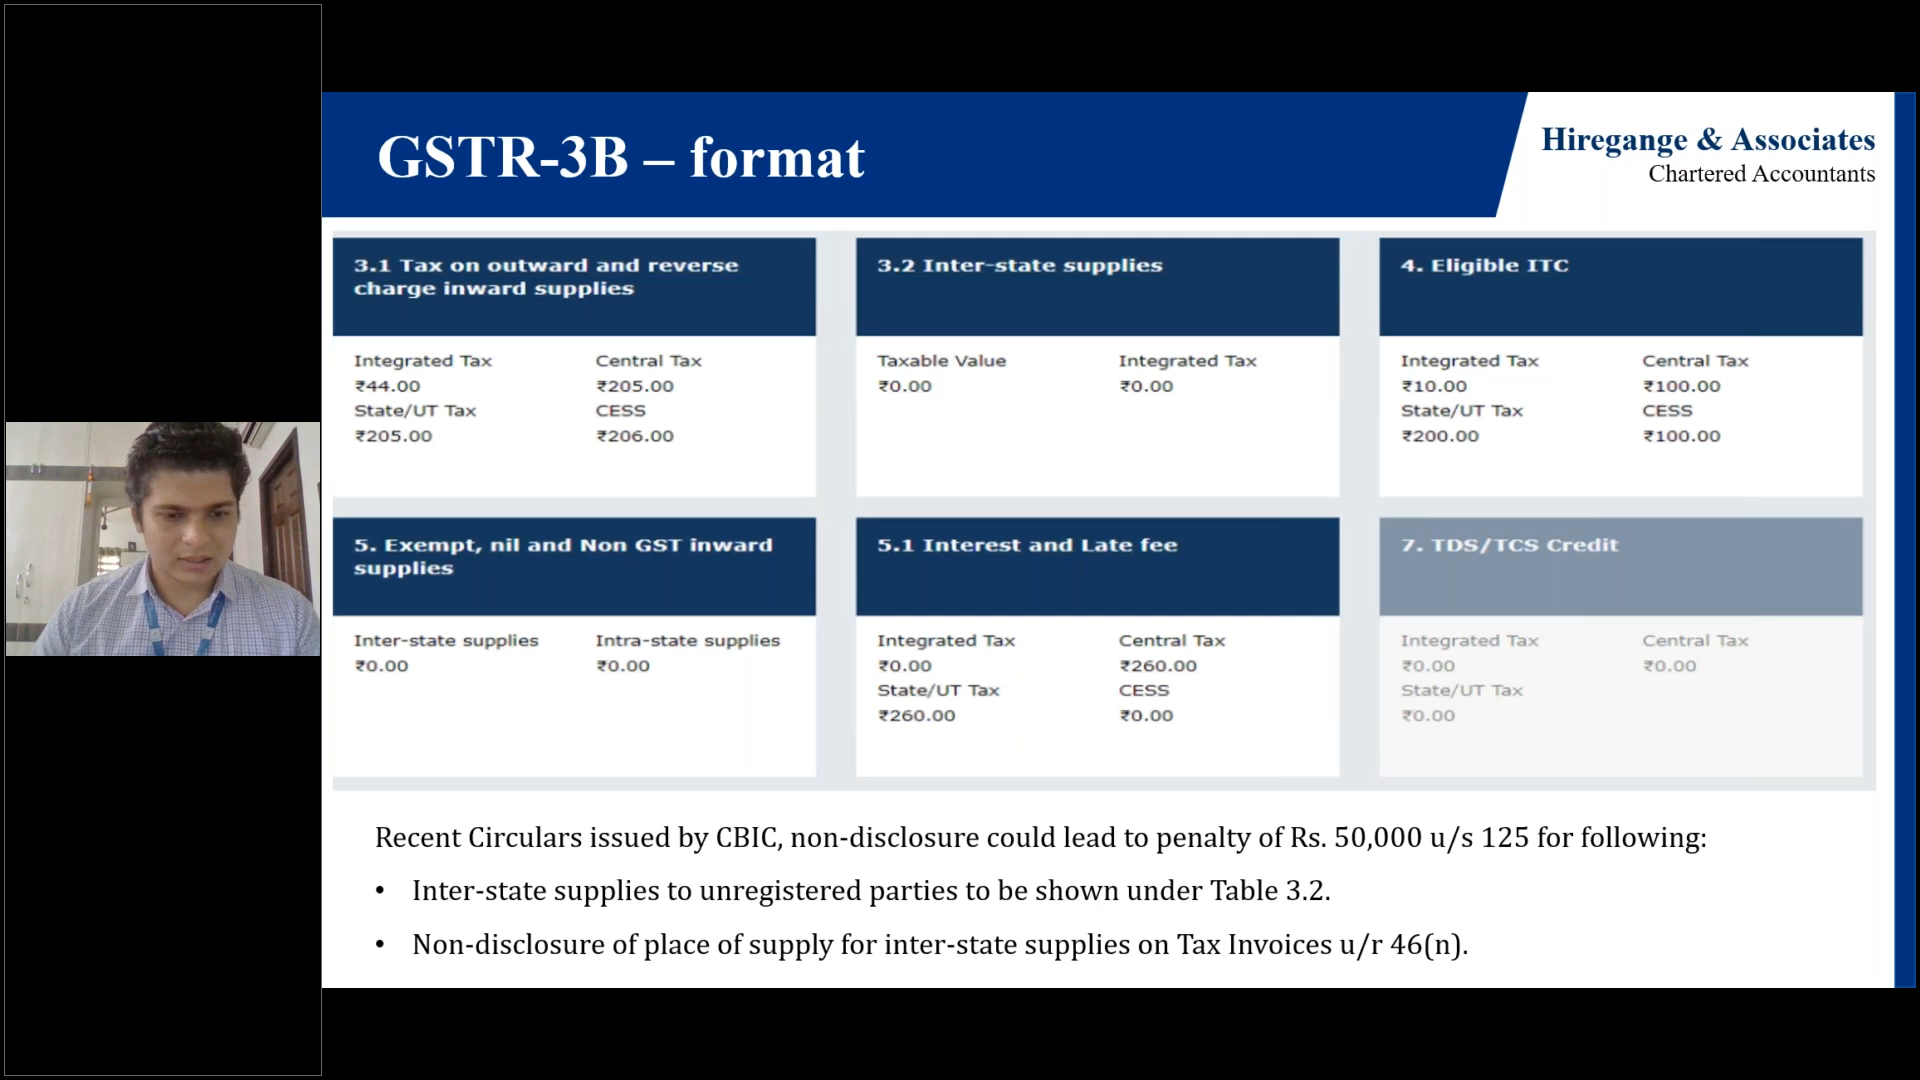 GSTR-3B – format
Hiregange & Associates
Chartered Accountants
3.1 Tax on outward and reverse
charge inward supplies
Integrated Tax Central Tax
₹44.00 ₹205.00
State/UT Tax CESS
₹205.00 ₹206.00
3.2 Inter-state supplies
Taxable Value Integrated Tax
₹0.00 ₹0.00
4. Eligible ITC
Integrated Tax Central Tax
₹10.00 ₹100.00
State/UT Tax CESS
₹200.00 ₹100.00
5. Exempt, nil and Non GST inward
supplies
Inter-state supplies Intra-state supplies
₹0.00 ₹0.00
5.1 Interest and Late fee
Integrated Tax Central Tax
₹0.00 ₹260.00
State/UT Tax CESS
₹260.00 ₹0.00
7. TDS/TCS Credit
Integrated Tax Central Tax
₹0.00 ₹0.00
State/UT Tax
₹0.00
Recent Circulars issued by CBIC, non-disclosure could lead to penalty of Rs. 50,000 u/s 125 for following:
• Inter-state supplies to unregistered parties to be shown under Table 3.2.
• Non-disclosure of place of supply for inter-state supplies on Tax Invoices u/r 46(n).